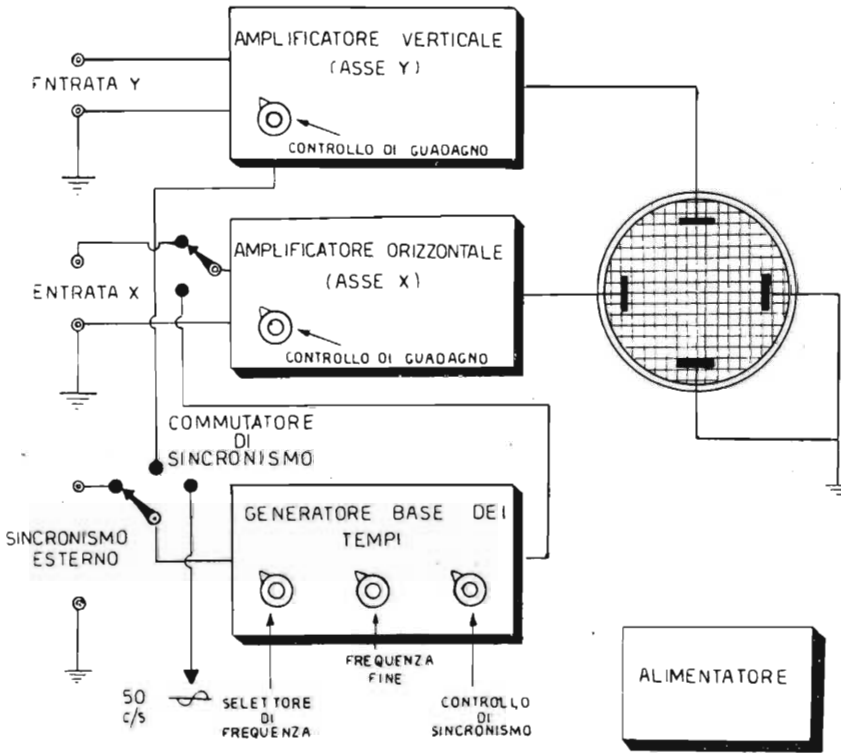 AMPLIFICATORE VERTICALE
(ASSE Y)
ENTRATA Y
CONTROLLO DI GUADAGNO
AMPLIFICATORE ORIZZONTALE
(ASSE X)
ENTRATA X
CONTROLLO DI GUADAGNO
COMMUTATORE
DI
SINCRONISMO
GENERATORE BASE DEI
TEMPI
SINCRONISMO
ESTERNO
50
c/s
SELETTORE
DI
FREQUENZA
FREQUENZA
FINE
CONTROLLO
DI
SINCRONISMO
ALIMENTATORE